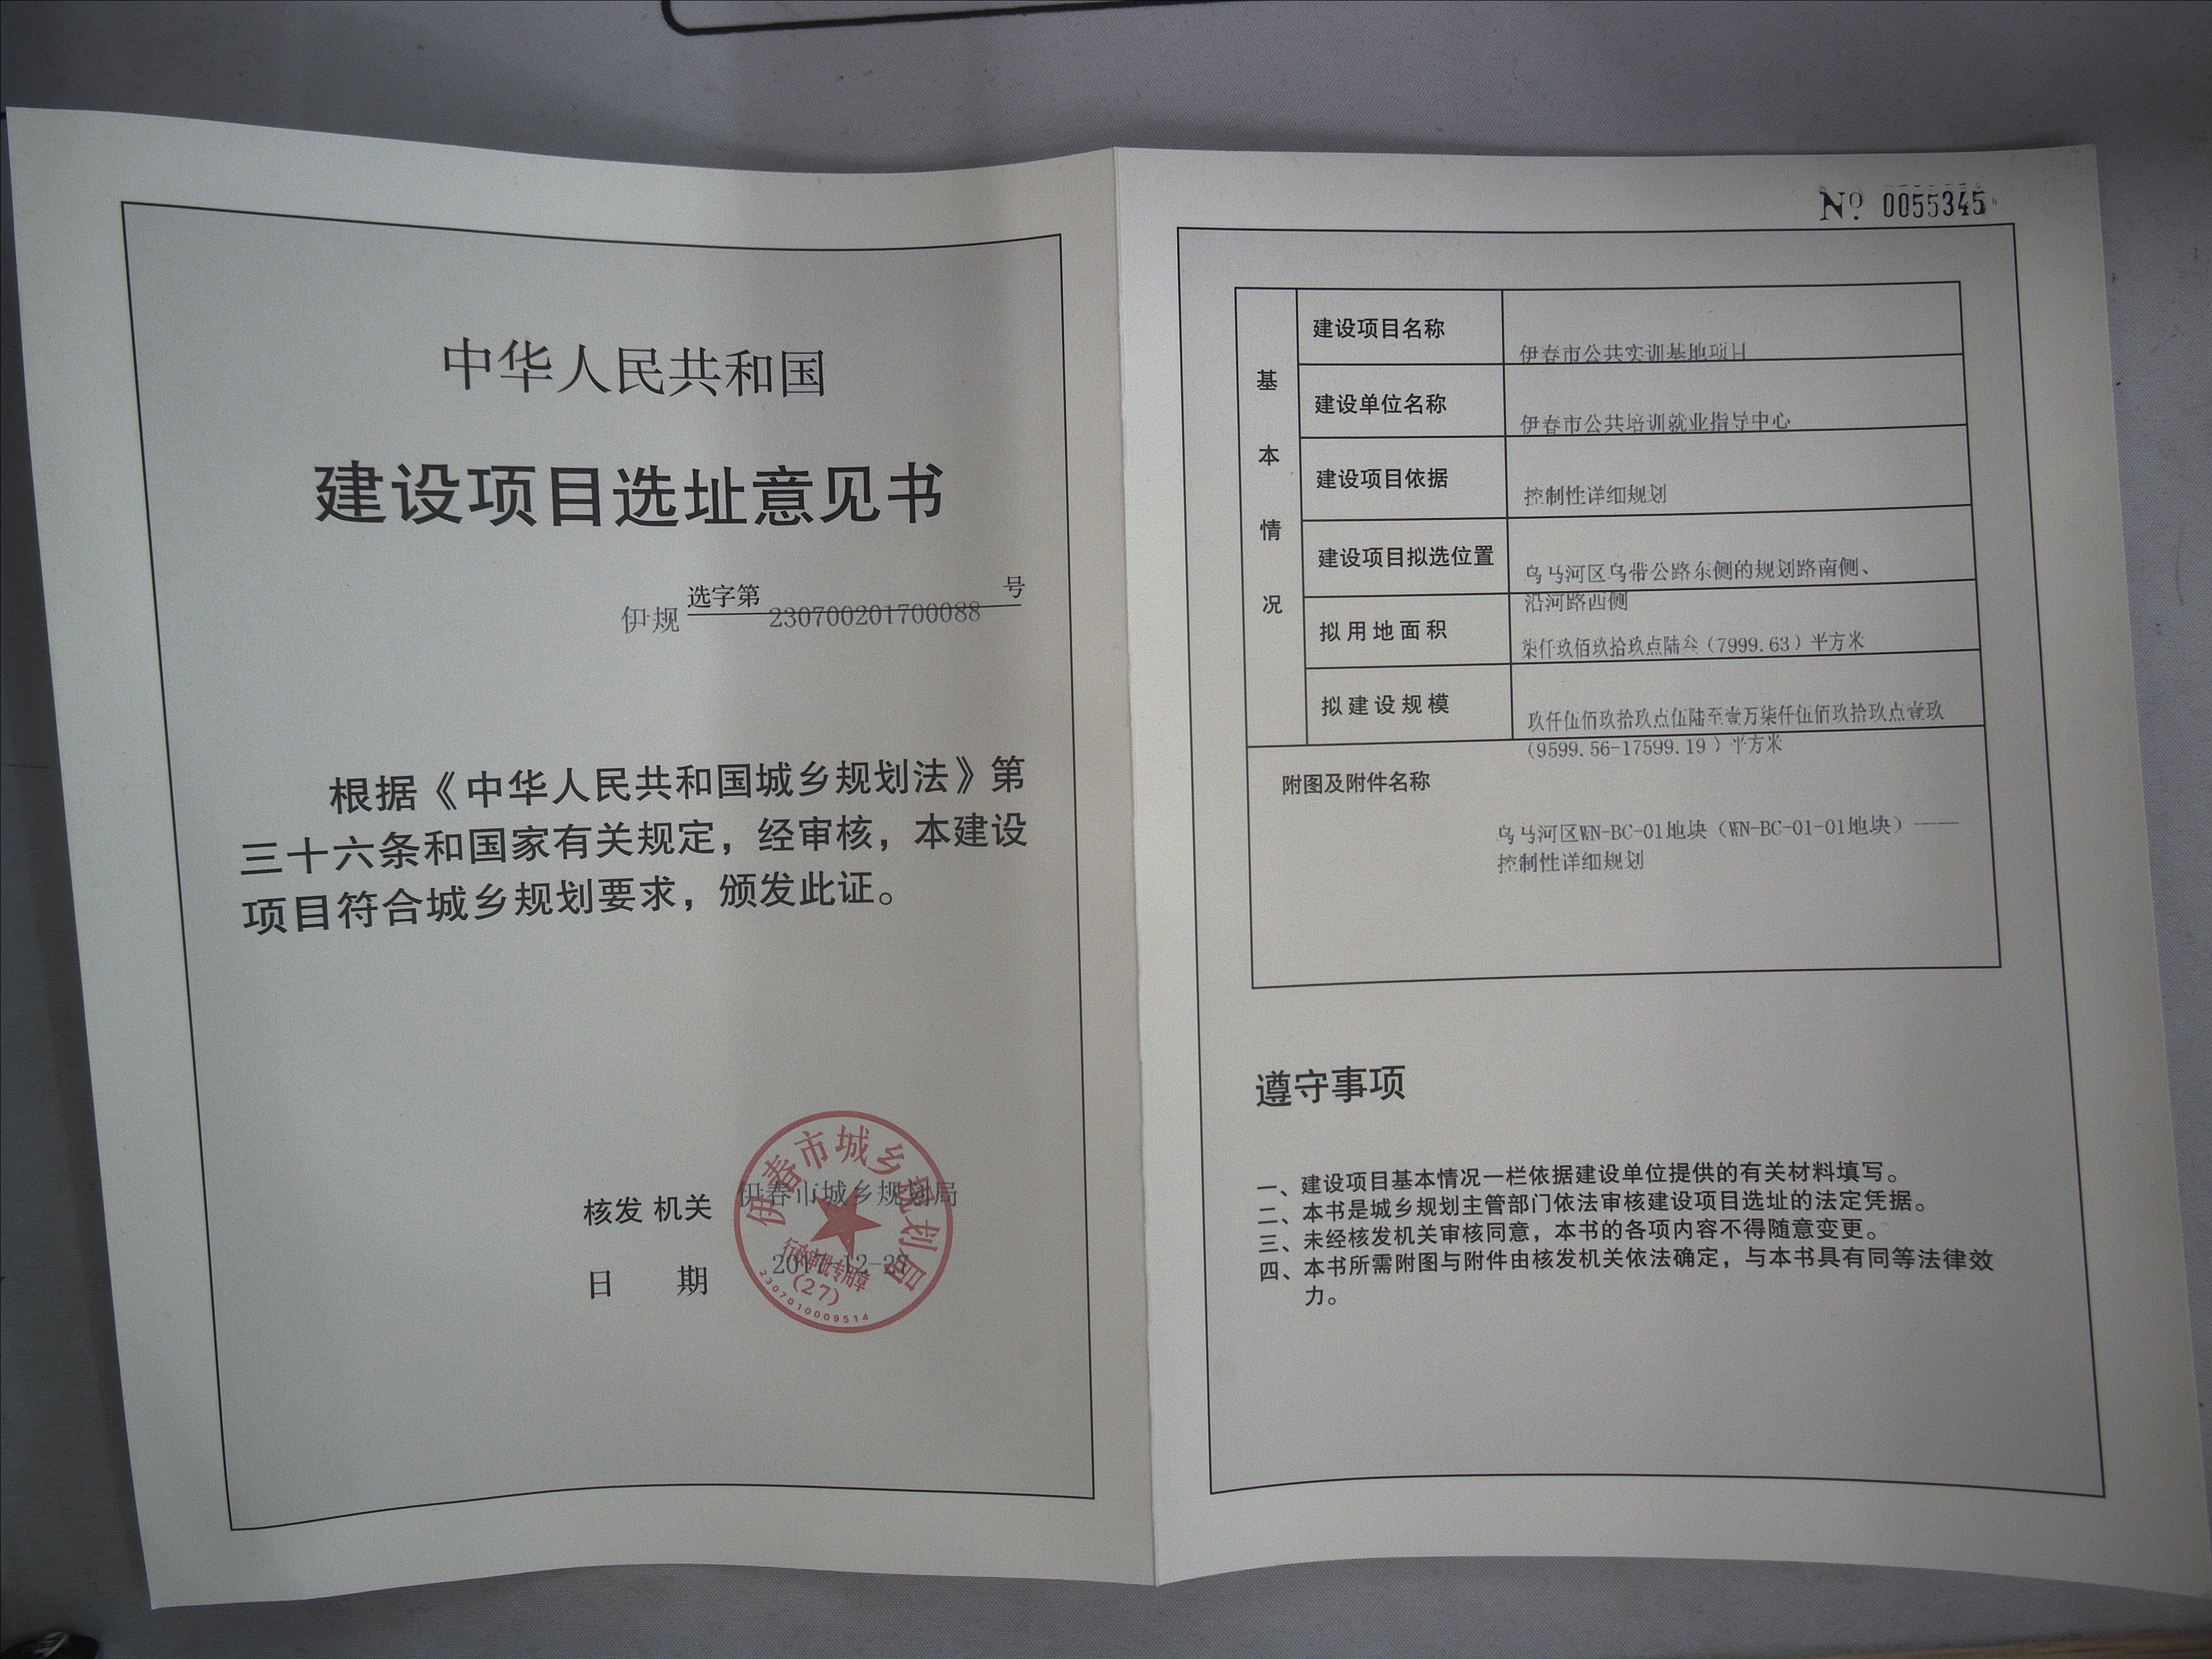 中华人民共和国
建设项目选址意见书
伊规 选字第 230700201700088 号
根据《中华人民共和国城乡规划法》第
三十六条和国家有关规定，经审核，本建设
项目符合城乡规划要求，颁发此证。
核发 机关 伊春市城乡规划局
日 期 2017-12-27
伊春市城乡规划局
行政审批专用章
(27)
2307010009514
Nº 0055345
基本情况
建设项目名称 伊春市公共实训基地项目
建设单位名称 伊春市公共培训就业指导中心
建设项目依据 控制性详细规划
建设项目拟选位置 乌马河区乌带公路东侧的规划路南侧、
沿河路西侧
拟用地面积 柒仟玖佰玖拾玖点陆叁（7999.63）平方米
拟建设规模 玖仟伍佰玖拾玖点伍陆至壹万柒仟伍佰玖拾玖点壹玖
（9599.56-17599.19）平方米
附图及附件名称
乌马河区WN-BC-01地块（WN-BC-01-01地块）——
控制性详细规划
遵守事项
一、建设项目基本情况一栏依据建设单位提供的有关材料填写。
二、本书是城乡规划主管部门依法审核建设项目选址的法定凭据。
三、未经核发机关审核同意，本书的各项内容不得随意变更。
四、本书所需附图与附件由核发机关依法确定，与本书具有同等法律效
力。